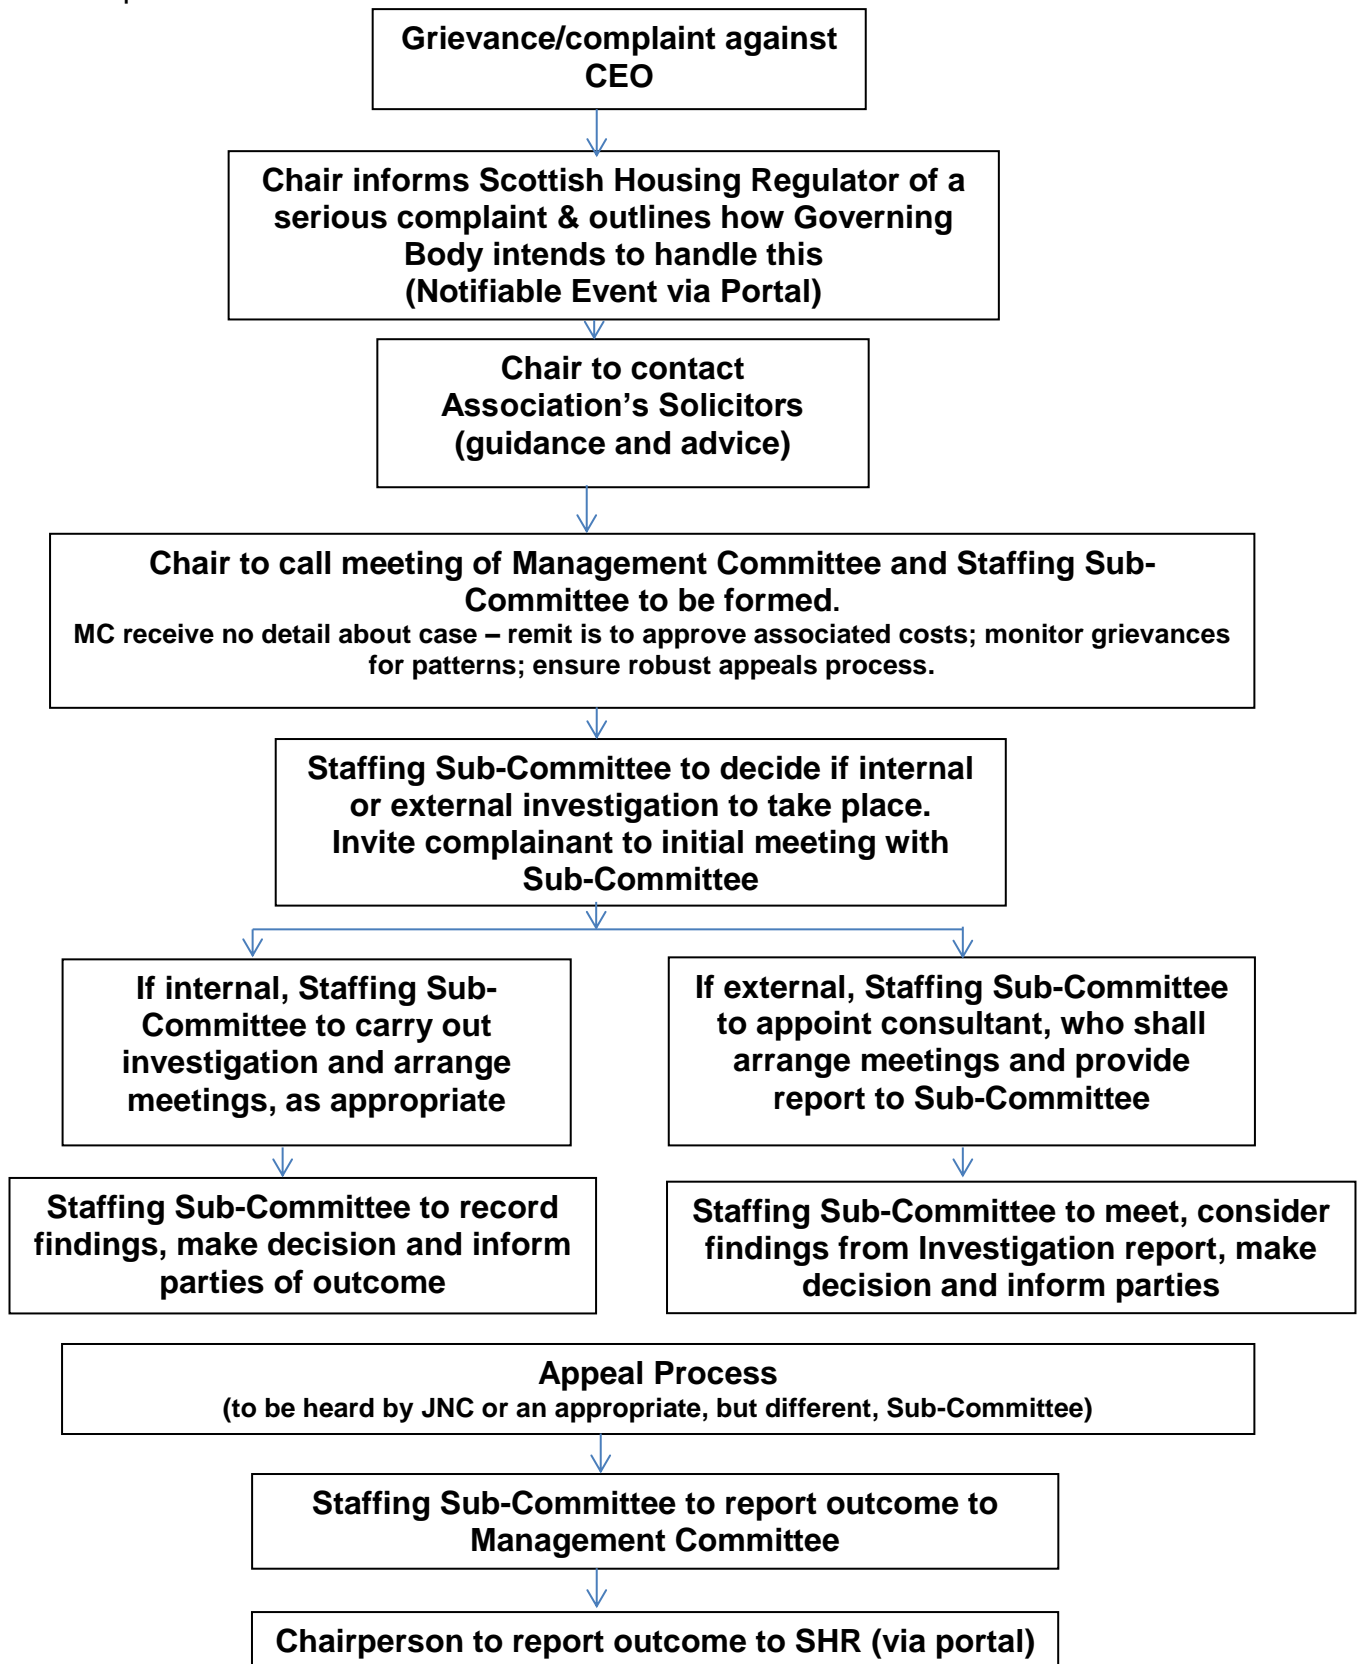 Grievance/complaint against
CEO
Chair informs Scottish Housing Regulator of a
serious complaint & outlines how Governing
Body intends to handle this
(Notifiable Event via Portal)
Chair to contact
Association's Solicitors
(guidance and advice)
Chair to call meeting of Management Committee and Staffing Sub-
Committee to be formed.
MC receive no detail about case – remit is to approve associated costs; monitor grievances
for patterns; ensure robust appeals process.
Staffing Sub-Committee to decide if internal
or external investigation to take place.
Invite complainant to initial meeting with
Sub-Committee
If internal, Staffing Sub-
Committee to carry out
investigation and arrange
meetings, as appropriate
If external, Staffing Sub-Committee
to appoint consultant, who shall
arrange meetings and provide
report to Sub-Committee
Staffing Sub-Committee to record
findings, make decision and inform
parties of outcome
Staffing Sub-Committee to meet, consider
findings from Investigation report, make
decision and inform parties
Appeal Process
(to be heard by JNC or an appropriate, but different, Sub-Committee)
Staffing Sub-Committee to report outcome to
Management Committee
Chairperson to report outcome to SHR (via portal)